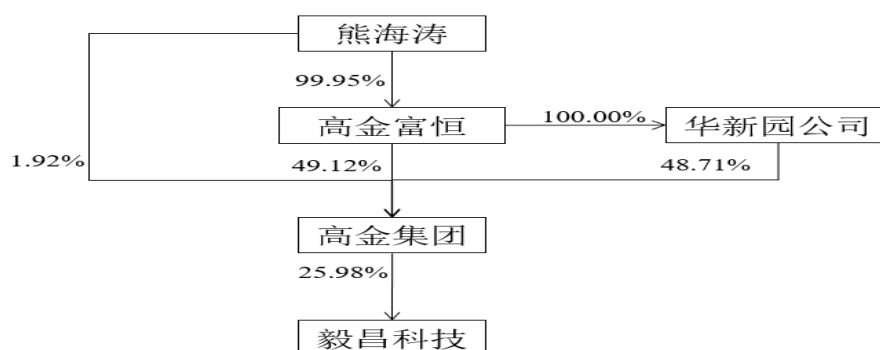 熊海涛
99.95%
高金富恒
100.00%
华新园公司
1.92%
49.12%
48.71%
高金集团
25.98%
毅昌科技